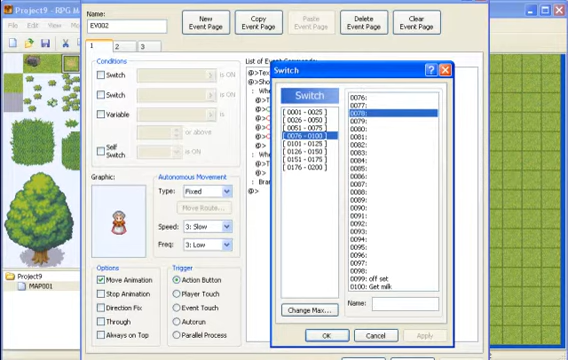 Project9 - RPG M
File Edit View
Name:
EV002
New
Event Page
Copy
Event Page
Paste
Event Page
Delete
Event Page
Clear
Event Page
1 2 3
Conditions
Switch is ON
Switch is ON
Variable is
or above
Self
Switch is ON
Graphic:
Autonomous Movement
Type: Fixed
Move Route...
Speed: 3: Slow
Freq: 3: Low
Options
Move Animation
Stop Animation
Direction Fix
Through
Always on Top
Trigger
Action Button
Player Touch
Event Touch
Autorun
Parallel Process
List of Event Commands:
@>Tex
@>Sho
: Whe
@>T
@>C
@>C
@>
: Whe
@>
: Bran
@>
Switch
Switch
[ 0001 - 0025 ]
[ 0026 - 0050 ]
[ 0051 - 0075 ]
[ 0076 - 0100 ]
[ 0101 - 0125 ]
[ 0126 - 0150 ]
[ 0151 - 0175 ]
[ 0176 - 0200 ]
Change Max...
0076:
0077:
0078:
0079:
0080:
0081:
0082:
0083:
0084:
0085:
0086:
0087:
0088:
0089:
0090:
0091:
0092:
0093:
0094:
0095:
0096:
0097:
0098:
0099: off set
0100: Get milk
Name:
OK
Cancel
Apply
Project9
MAP001